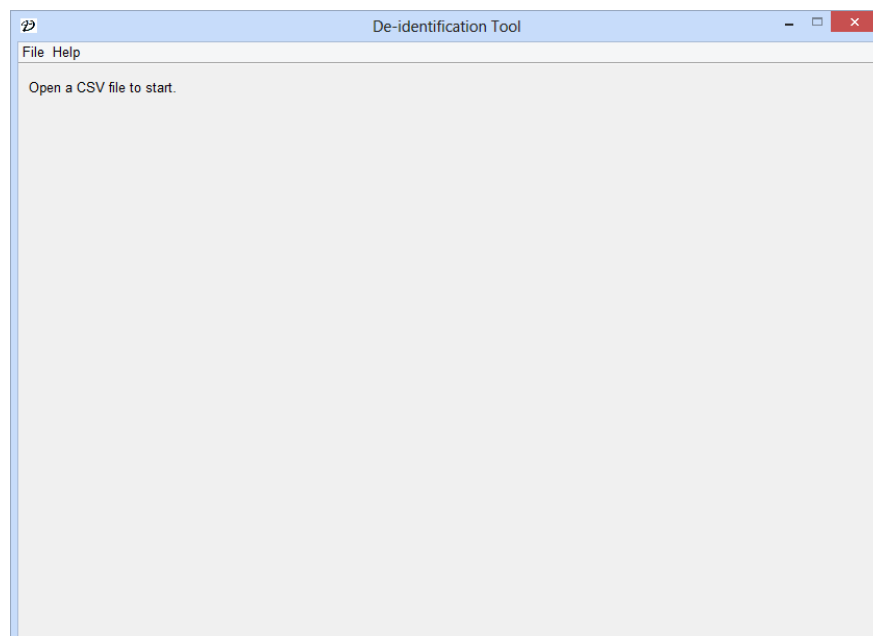 De-identification Tool
File Help
Open a CSV file to start.